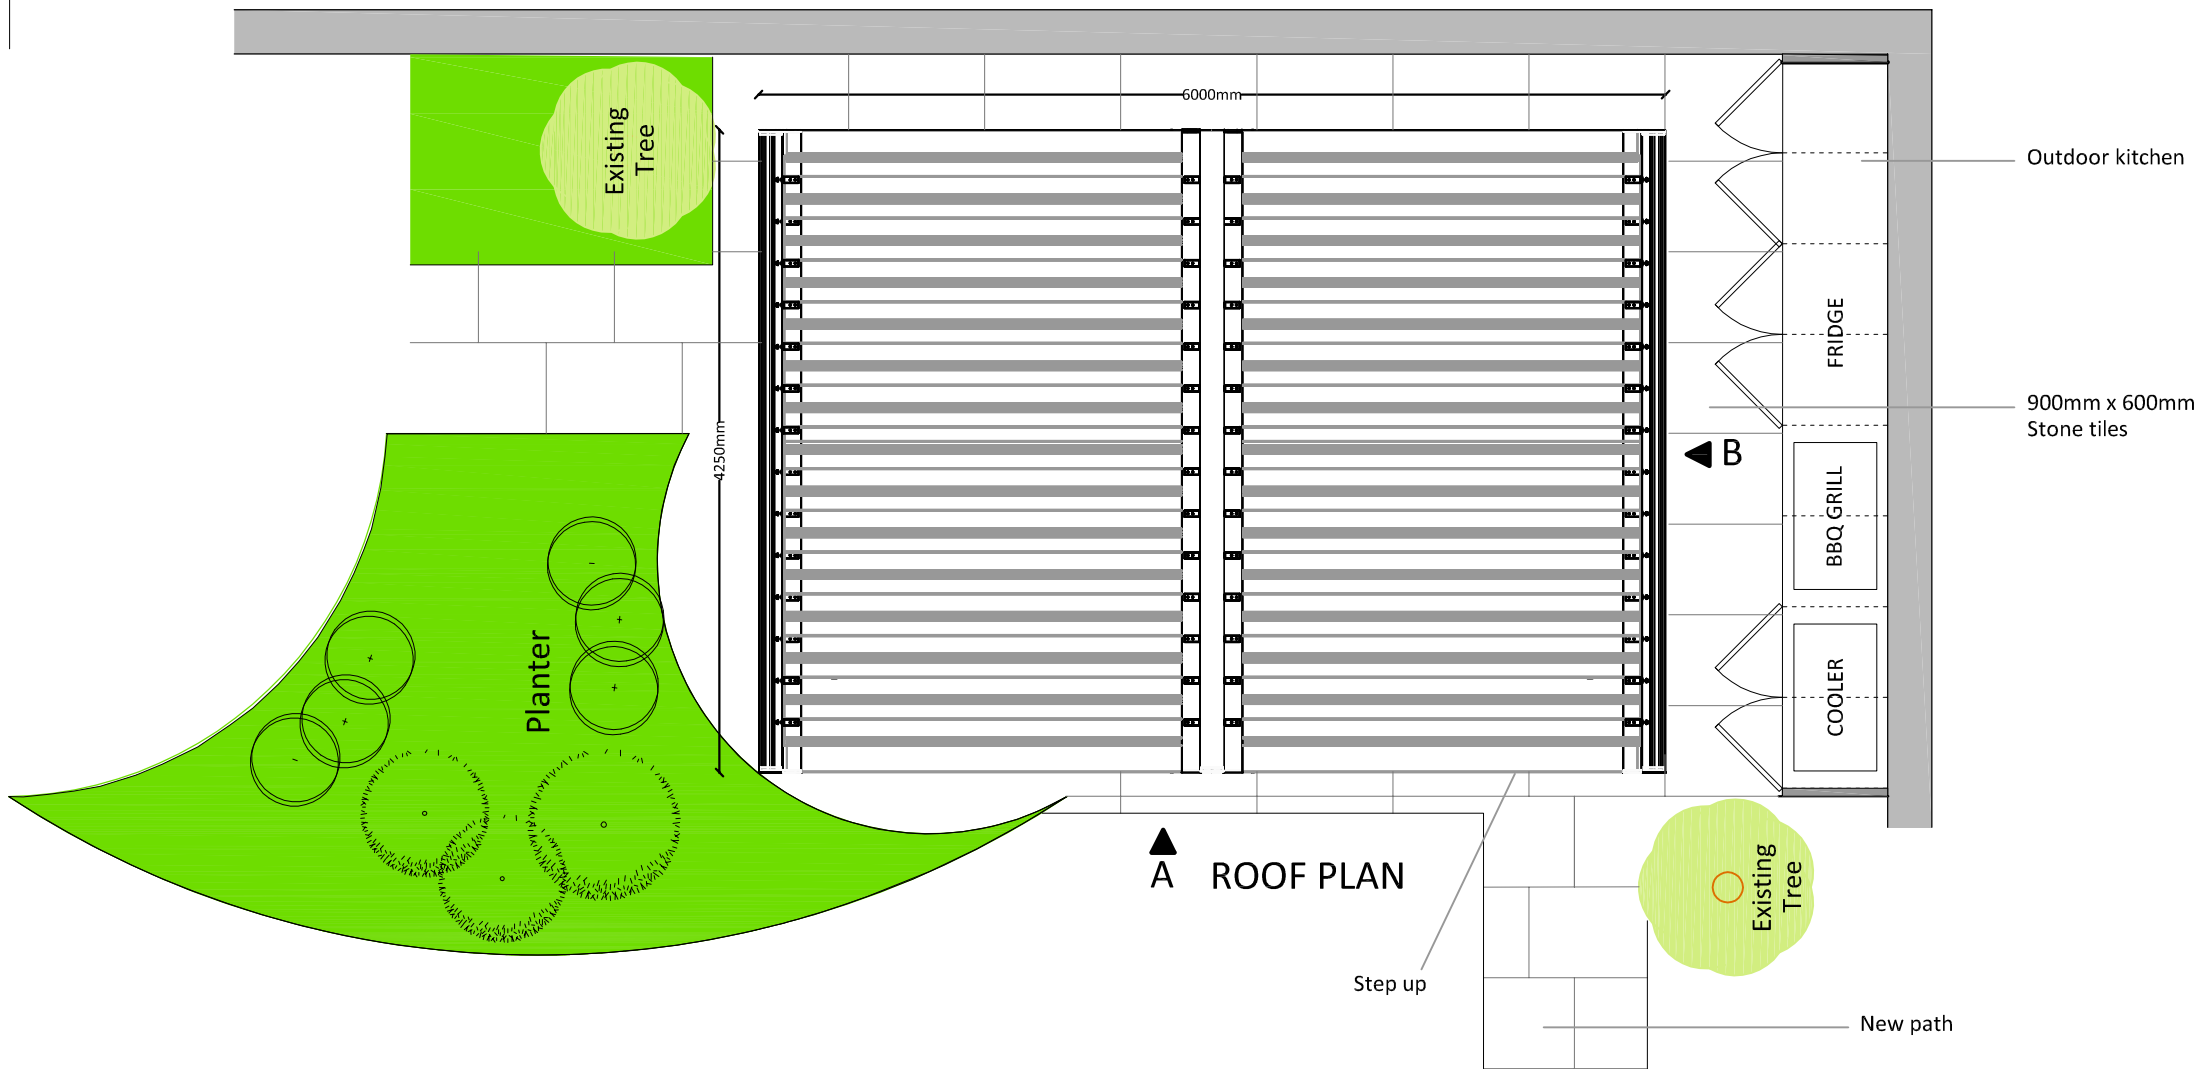 6000mm
Existing
Tree
Outdoor kitchen
FRIDGE
900mm x 600mm
Stone tiles
4250mm
B
BBQ GRILL
Planter
COOLER
A
ROOF PLAN
Existing
Tree
Step up
New path